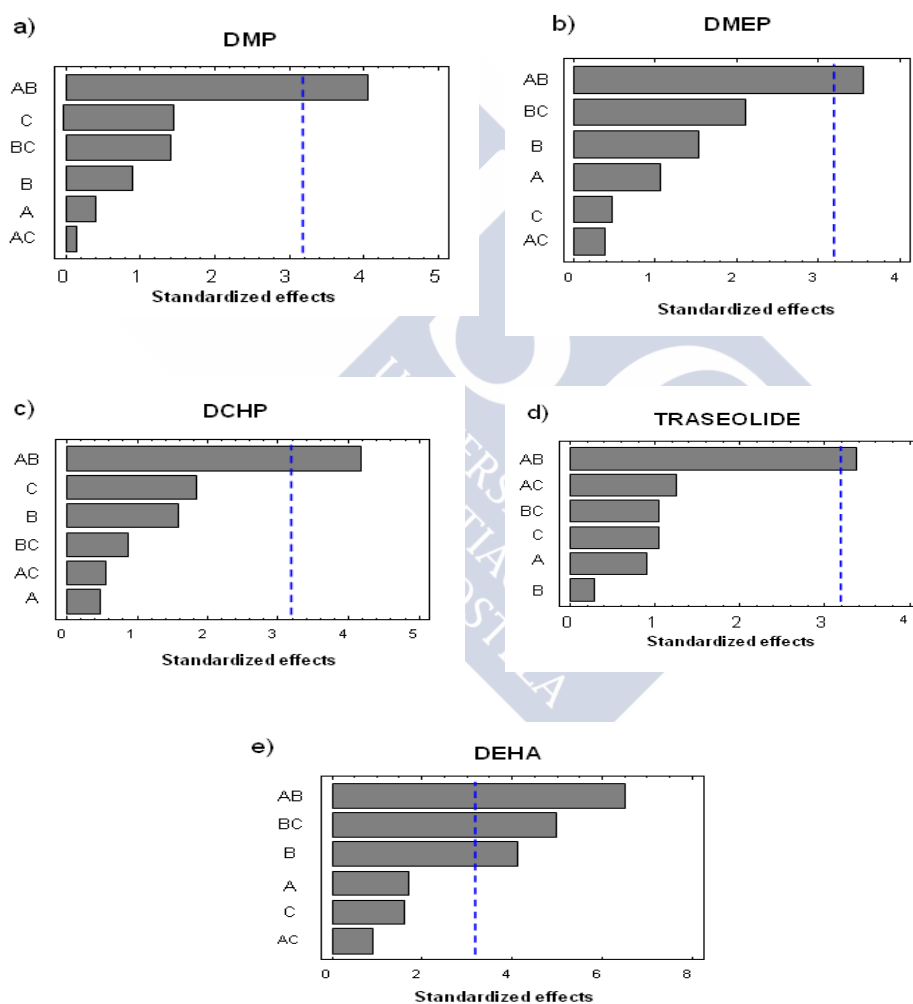 a)
DMP
AB
C
BC
B
A
AC
0 1 2 3 4 5
Standardized effects
b)
DMEP
AB
BC
B
A
C
AC
0 1 2 3 4
Standardized effects
c)
DCHP
AB
C
B
BC
AC
A
0 1 2 3 4 5
Standardized effects
d)
TRASEOLIDE
AB
AC
BC
C
A
B
0 1 2 3 4
Standardized effects
e)
DEHA
AB
BC
B
A
C
AC
0 2 4 6 8
Standardized effects